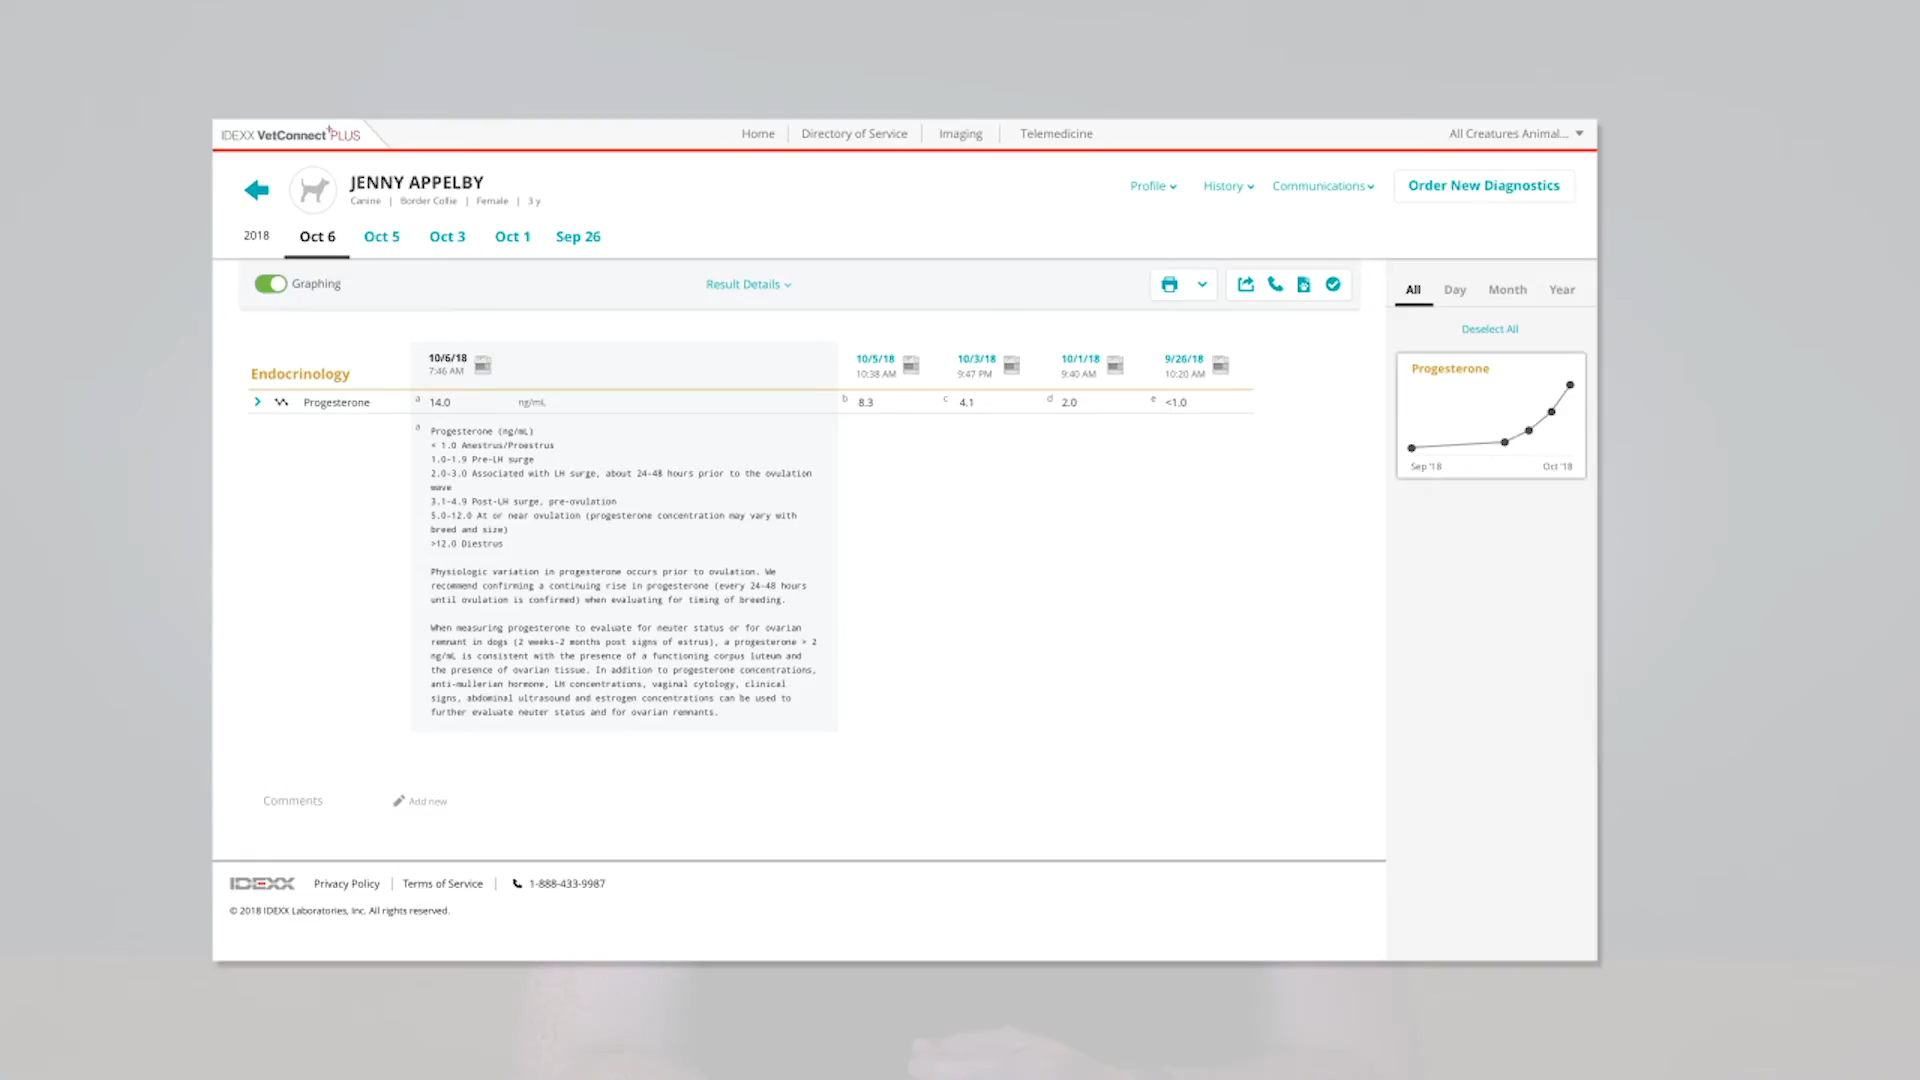 IDEXX VetConnect PLUS
Home Directory of Service Imaging Telemedicine All Creatures Animal...
JENNY APPELBY
Canine | Border Collie | Female | 3 y
Profile History Communications Order New Diagnostics
2018 Oct 6 Oct 5 Oct 3 Oct 1 Sep 26
Graphing Result Details
All Day Month Year
Deselect All
Endocrinology
10/6/18 10/5/18 10/3/18 10/1/18 9/26/18
7:46 AM 10:38 AM 9:47 PM 9:40 AM 10:20 AM
Progesterone a 14.0 ng/mL b 8.3 c 4.1 d 2.0 e <1.0
a Progesterone (ng/mL)
< 1.0 Anestrus/Proestrus
1.0-1.9 Pre-LH surge
2.0-3.0 Associated with LH surge, about 24-48 hours prior to the ovulation
wave
3.1-4.9 Post-LH surge, pre-ovulation
5.0-12.0 At or near ovulation (progesterone concentration may vary with
breed and size)
>12.0 Diestrus
Physiologic variation in progesterone occurs prior to ovulation. We
recommend confirming a continuing rise in progesterone (every 24-48 hours
until ovulation is confirmed) when evaluating for timing of breeding.
When measuring progesterone to evaluate for neuter status or for ovarian
remnant in dogs (2 weeks-2 months post signs of estrus), a progesterone > 2
ng/mL is consistent with the presence of a functioning corpus luteum and
the presence of ovarian tissue. In addition to progesterone concentrations,
anti-mullerian hormone, LH concentrations, vaginal cytology, clinical
signs, abdominal ultrasound and estrogen concentrations can be used to
further evaluate neuter status and for ovarian remnants.
Progesterone
Sep '18 Oct '18
Comments Add new
IDEXX Privacy Policy | Terms of Service | 1-888-433-9987
© 2018 IDEXX Laboratories, Inc. All rights reserved.